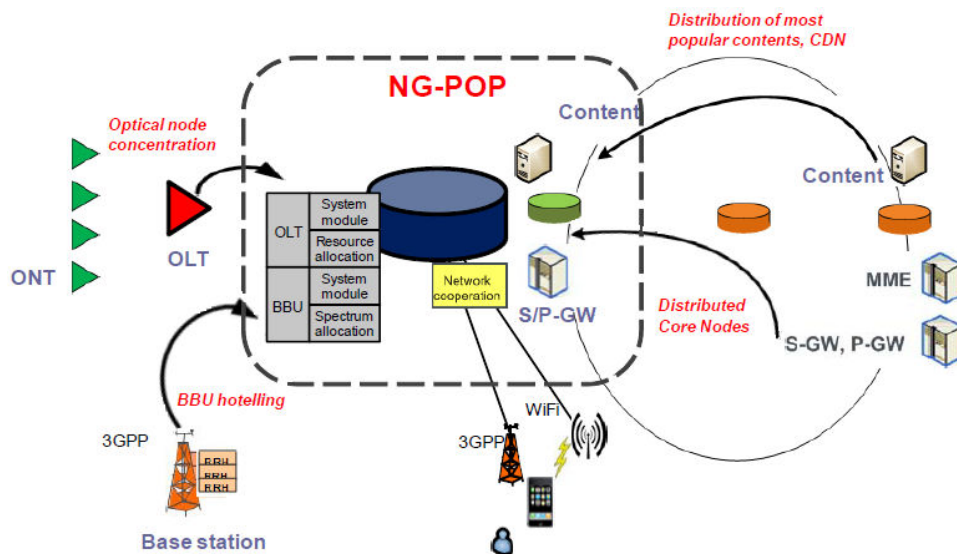 Distribution of most
popular contents, CDN
NG-POP
Content
Optical node
concentration
Content
OLT
System
module
Resource
allocation
BBU
System
module
Spectrum
allocation
ONT
OLT
Network
cooperation
S/P-GW
MME
Distributed
Core Nodes
S-GW, P-GW
BBU hotelling
WiFi
3GPP
3GPP
RRH
RRH
RRH
Base station